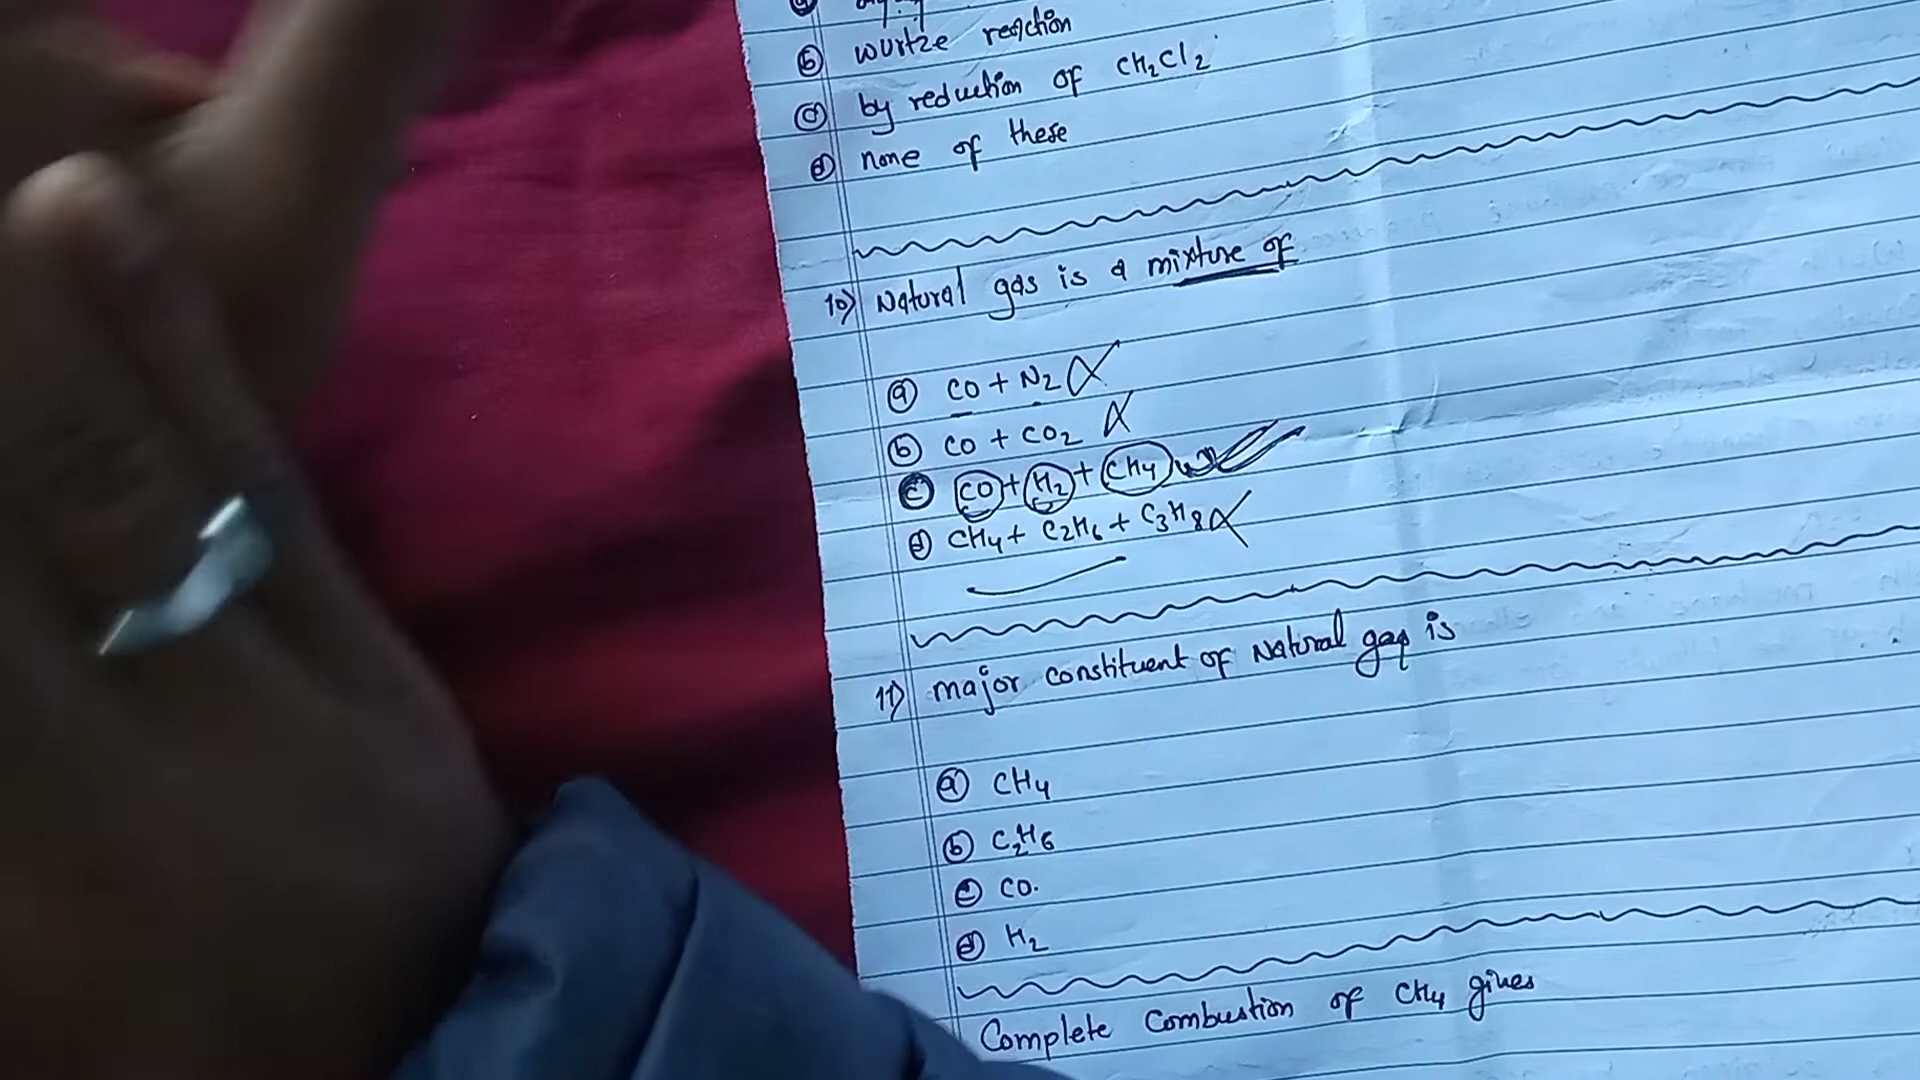 ⓑ wurtze reaction
ⓒ by reduction of CH₂Cl₂
ⓓ none of these
10) Natural gas is a mixture of
ⓐ CO + N₂
ⓑ CO + CO₂
ⓒ CO + H₂ + CH₄
ⓓ CH₄ + C₂H₆ + C₃H₈
11) major constituent of Natural gas is
ⓐ CH₄
ⓑ C₂H₆
ⓒ CO.
ⓓ H₂
Complete Combustion of CH₄ gives